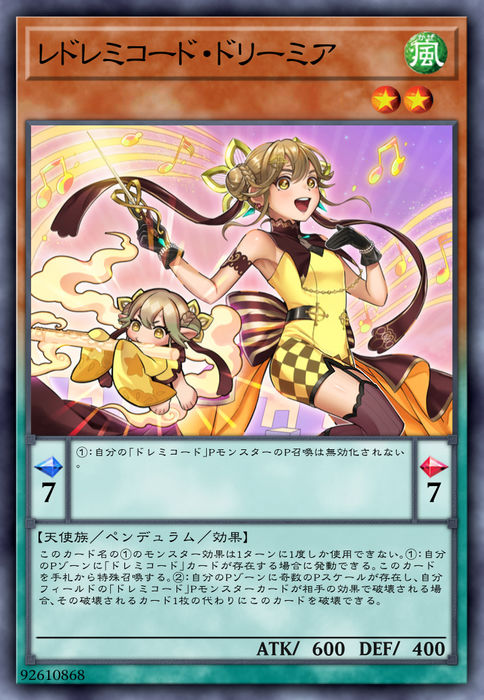 レドレミコード・ドリーミア
かぜ
風
①:自分の「ドレミコード」PモンスターのP召喚は無効化されない
。
7
7
【天使族／ペンデュラム／効果】
このカード名の①のモンスター効果は1ターンに1度しか使用できない。①:自分
のPゾーンに「ドレミコード」カードが存在する場合に発動できる。このカード
を手札から特殊召喚する。②:自分のPゾーンに奇数のPスケールが存在し、自分
フィールドの「ドレミコード」Pモンスターカードが相手の効果で破壊される場
合、その破壊されるカード1枚の代わりにこのカードを破壊できる。
ATK/ 600 DEF/ 400
92610868